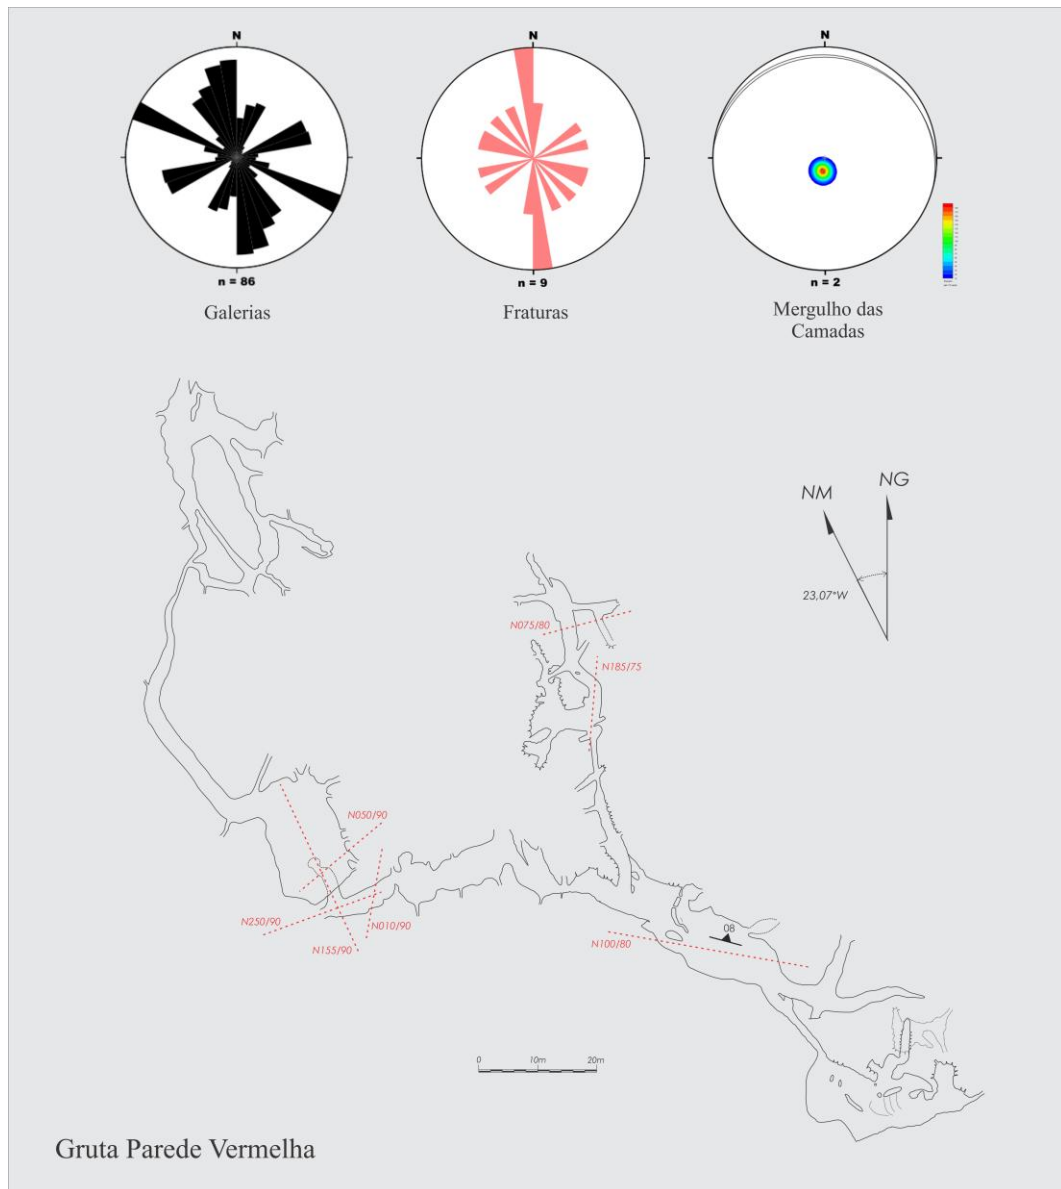 N
N
N
n = 86
n = 9
n = 2
Galerias
Fraturas
Mergulho das
Camadas
NM
NG
23,07°W
N075/80
N185/75
N050/90
N250/90
N010/90
N155/90
N100/80
08
0
10m
20m
Gruta Parede Vermelha